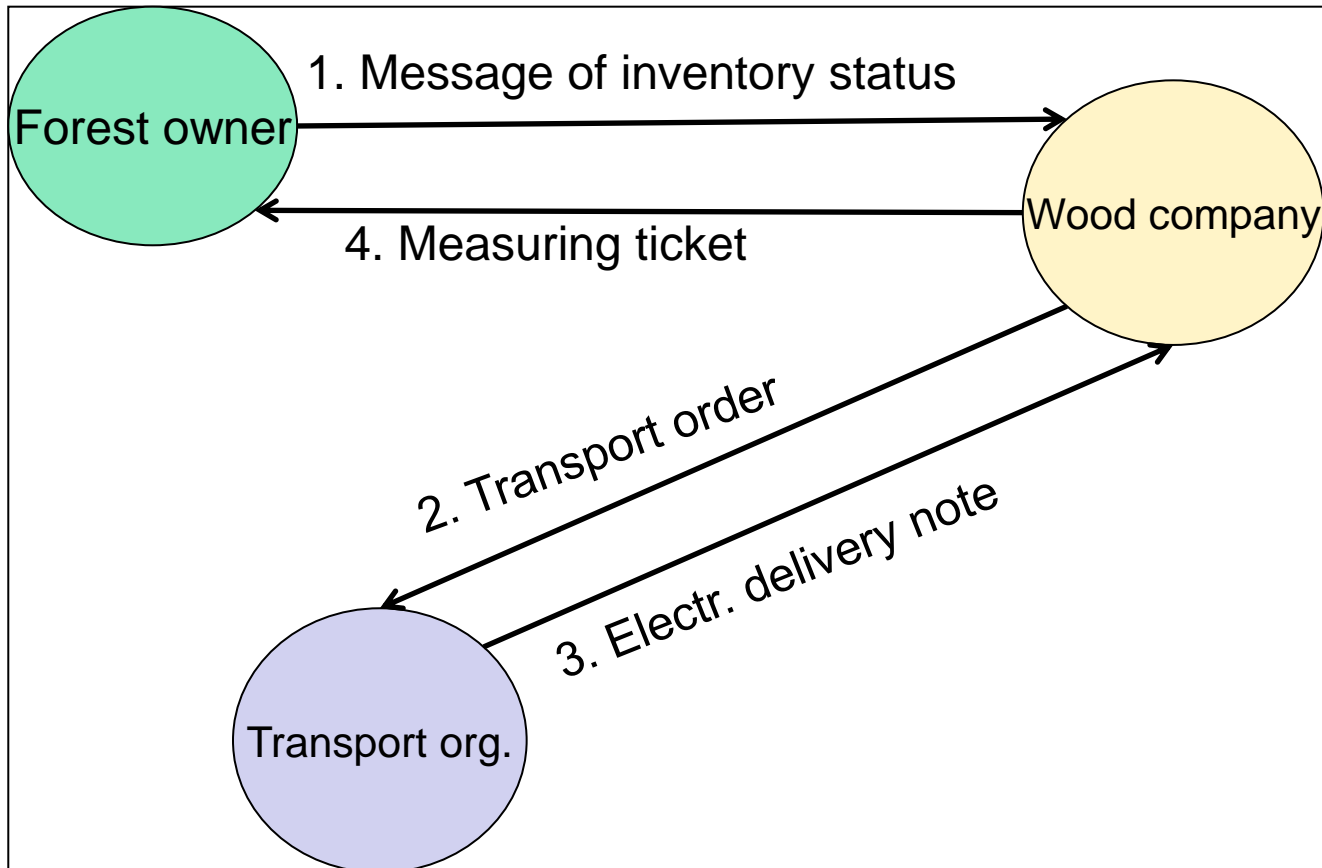 1. Message of inventory status
Forest owner
Wood company
4. Measuring ticket
2. Transport order
3. Electr. delivery note
Transport org.